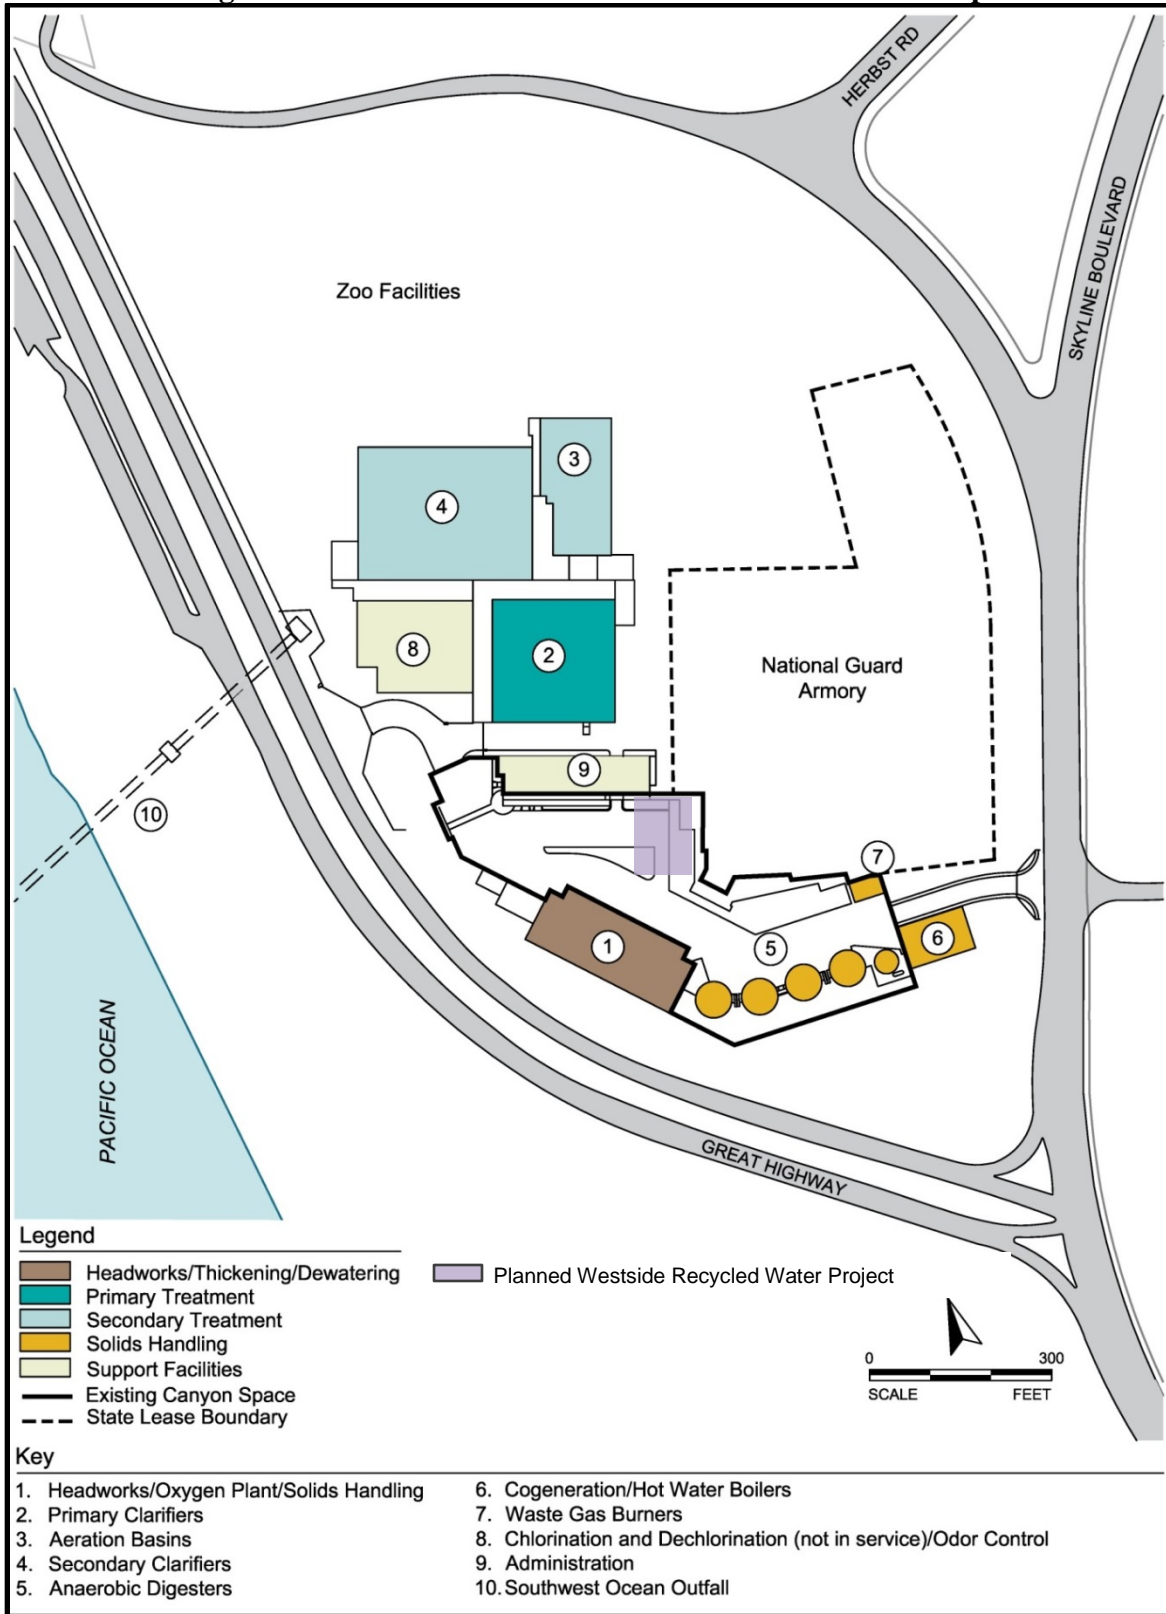 HERBST RD
SKYLINE BOULEVARD
Zoo Facilities
3
4
8
2
National Guard
Armory
9
10
7
6
1
5
PACIFIC OCEAN
GREAT HIGHWAY
Legend
Headworks/Thickening/Dewatering
Planned Westside Recycled Water Project
Primary Treatment
Secondary Treatment
Solids Handling
Support Facilities
Existing Canyon Space
State Lease Boundary
0 300
SCALE FEET
Key
1. Headworks/Oxygen Plant/Solids Handling
2. Primary Clarifiers
3. Aeration Basins
4. Secondary Clarifiers
5. Anaerobic Digesters
6. Cogeneration/Hot Water Boilers
7. Waste Gas Burners
8. Chlorination and Dechlorination (not in service)/Odor Control
9. Administration
10. Southwest Ocean Outfall